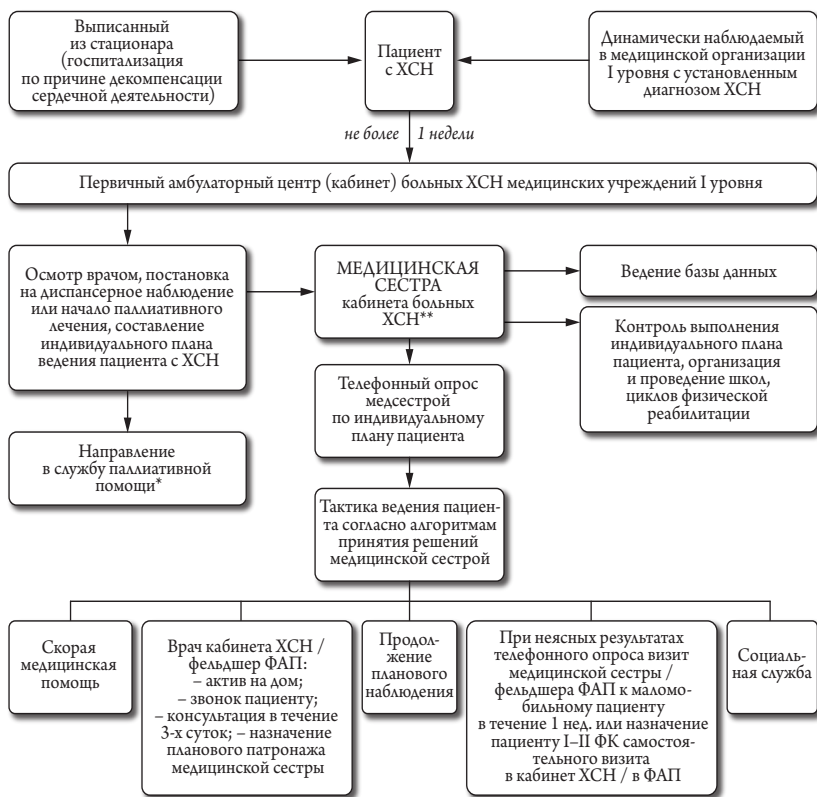 Выписанный
из стационара
(госпитализация
по причине декомпенсации
сердечной деятельности)
Пациент
с ХСН
Динамически наблюдаемый
в медицинской организации
I уровня с установленным
диагнозом ХСН
не более 1 недели
Первичный амбулаторный центр (кабинет) больных ХСН медицинских учреждений I уровня
Осмотр врачом, постановка
на диспансерное наблюдение
или начало паллиативного
лечения, составление
индивидуального плана
ведения пациента с ХСН
МЕДИЦИНСКАЯ
СЕСТРА
кабинета больных
ХСН**
Ведение базы данных
Контроль выполнения
индивидуального плана
пациента, организация
и проведение школ,
циклов физической
реабилитации
Телефонный опрос
медсестрой
по индивидуальному
плану пациента
Направление
в службу паллиативной
помощи*
Тактика ведения пациен-
та согласно алгоритмам
принятия решений
медицинской сестрой
Скорая
медицинская
помощь
Врач кабинета ХСН /
фельдшер ФАП:
– актив на дом;
– звонок пациенту;
– консультация в течение
3-х суток; – назначение
планового патронажа
медицинской сестры
Продол-
жение
планового
наблюдения
При неясных результатах
телефонного опроса визит
медицинской сестры /
фельдшера ФАП к маломо-
бильному пациенту
в течение 1 нед. или назначение
пациенту I–II ФК самостоя-
тельного визита
в кабинет ХСН / в ФАП
Социаль-
ная служба